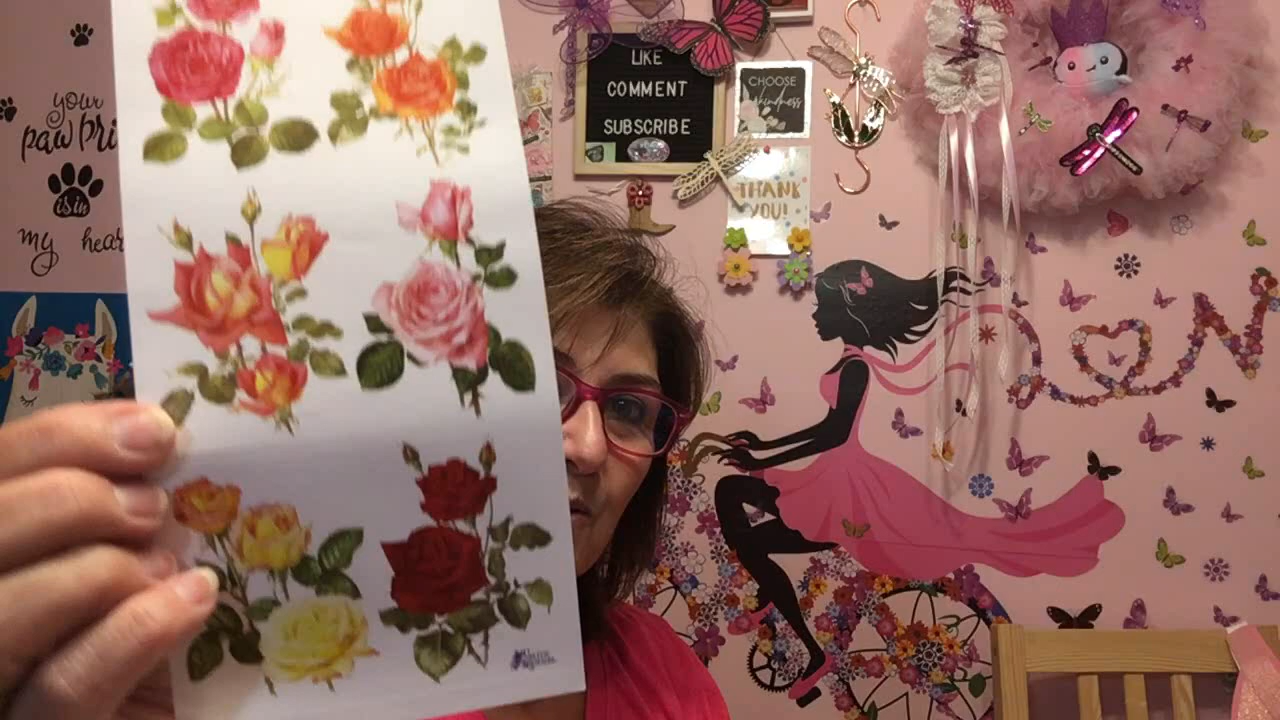 your
paw pri
is in
my hear
LIKE
COMMENT
SUBSCRIBE
CHOOSE
kindness
THANK
YOU!